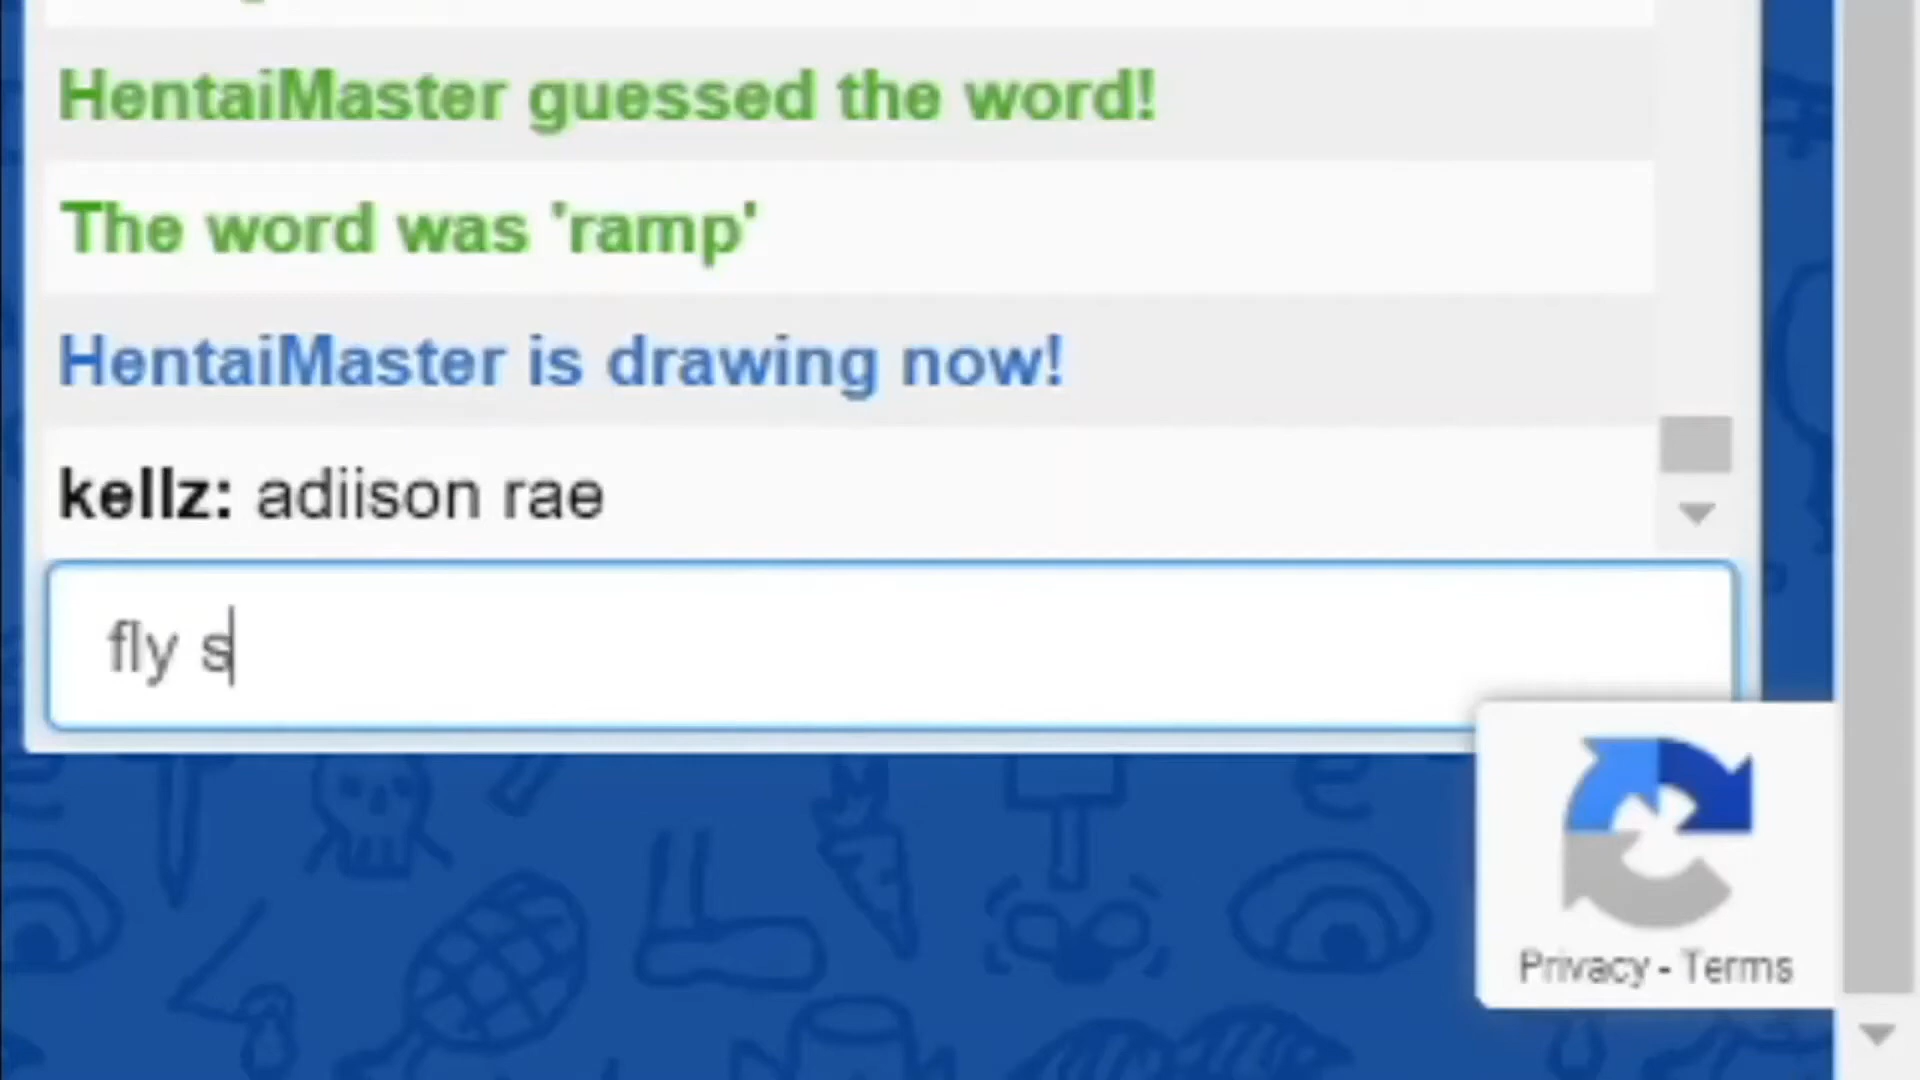 HentaiMaster guessed the word!
The word was 'ramp'
HentaiMaster is drawing now!
kellz: adiison rae
fly s
Privacy - Terms